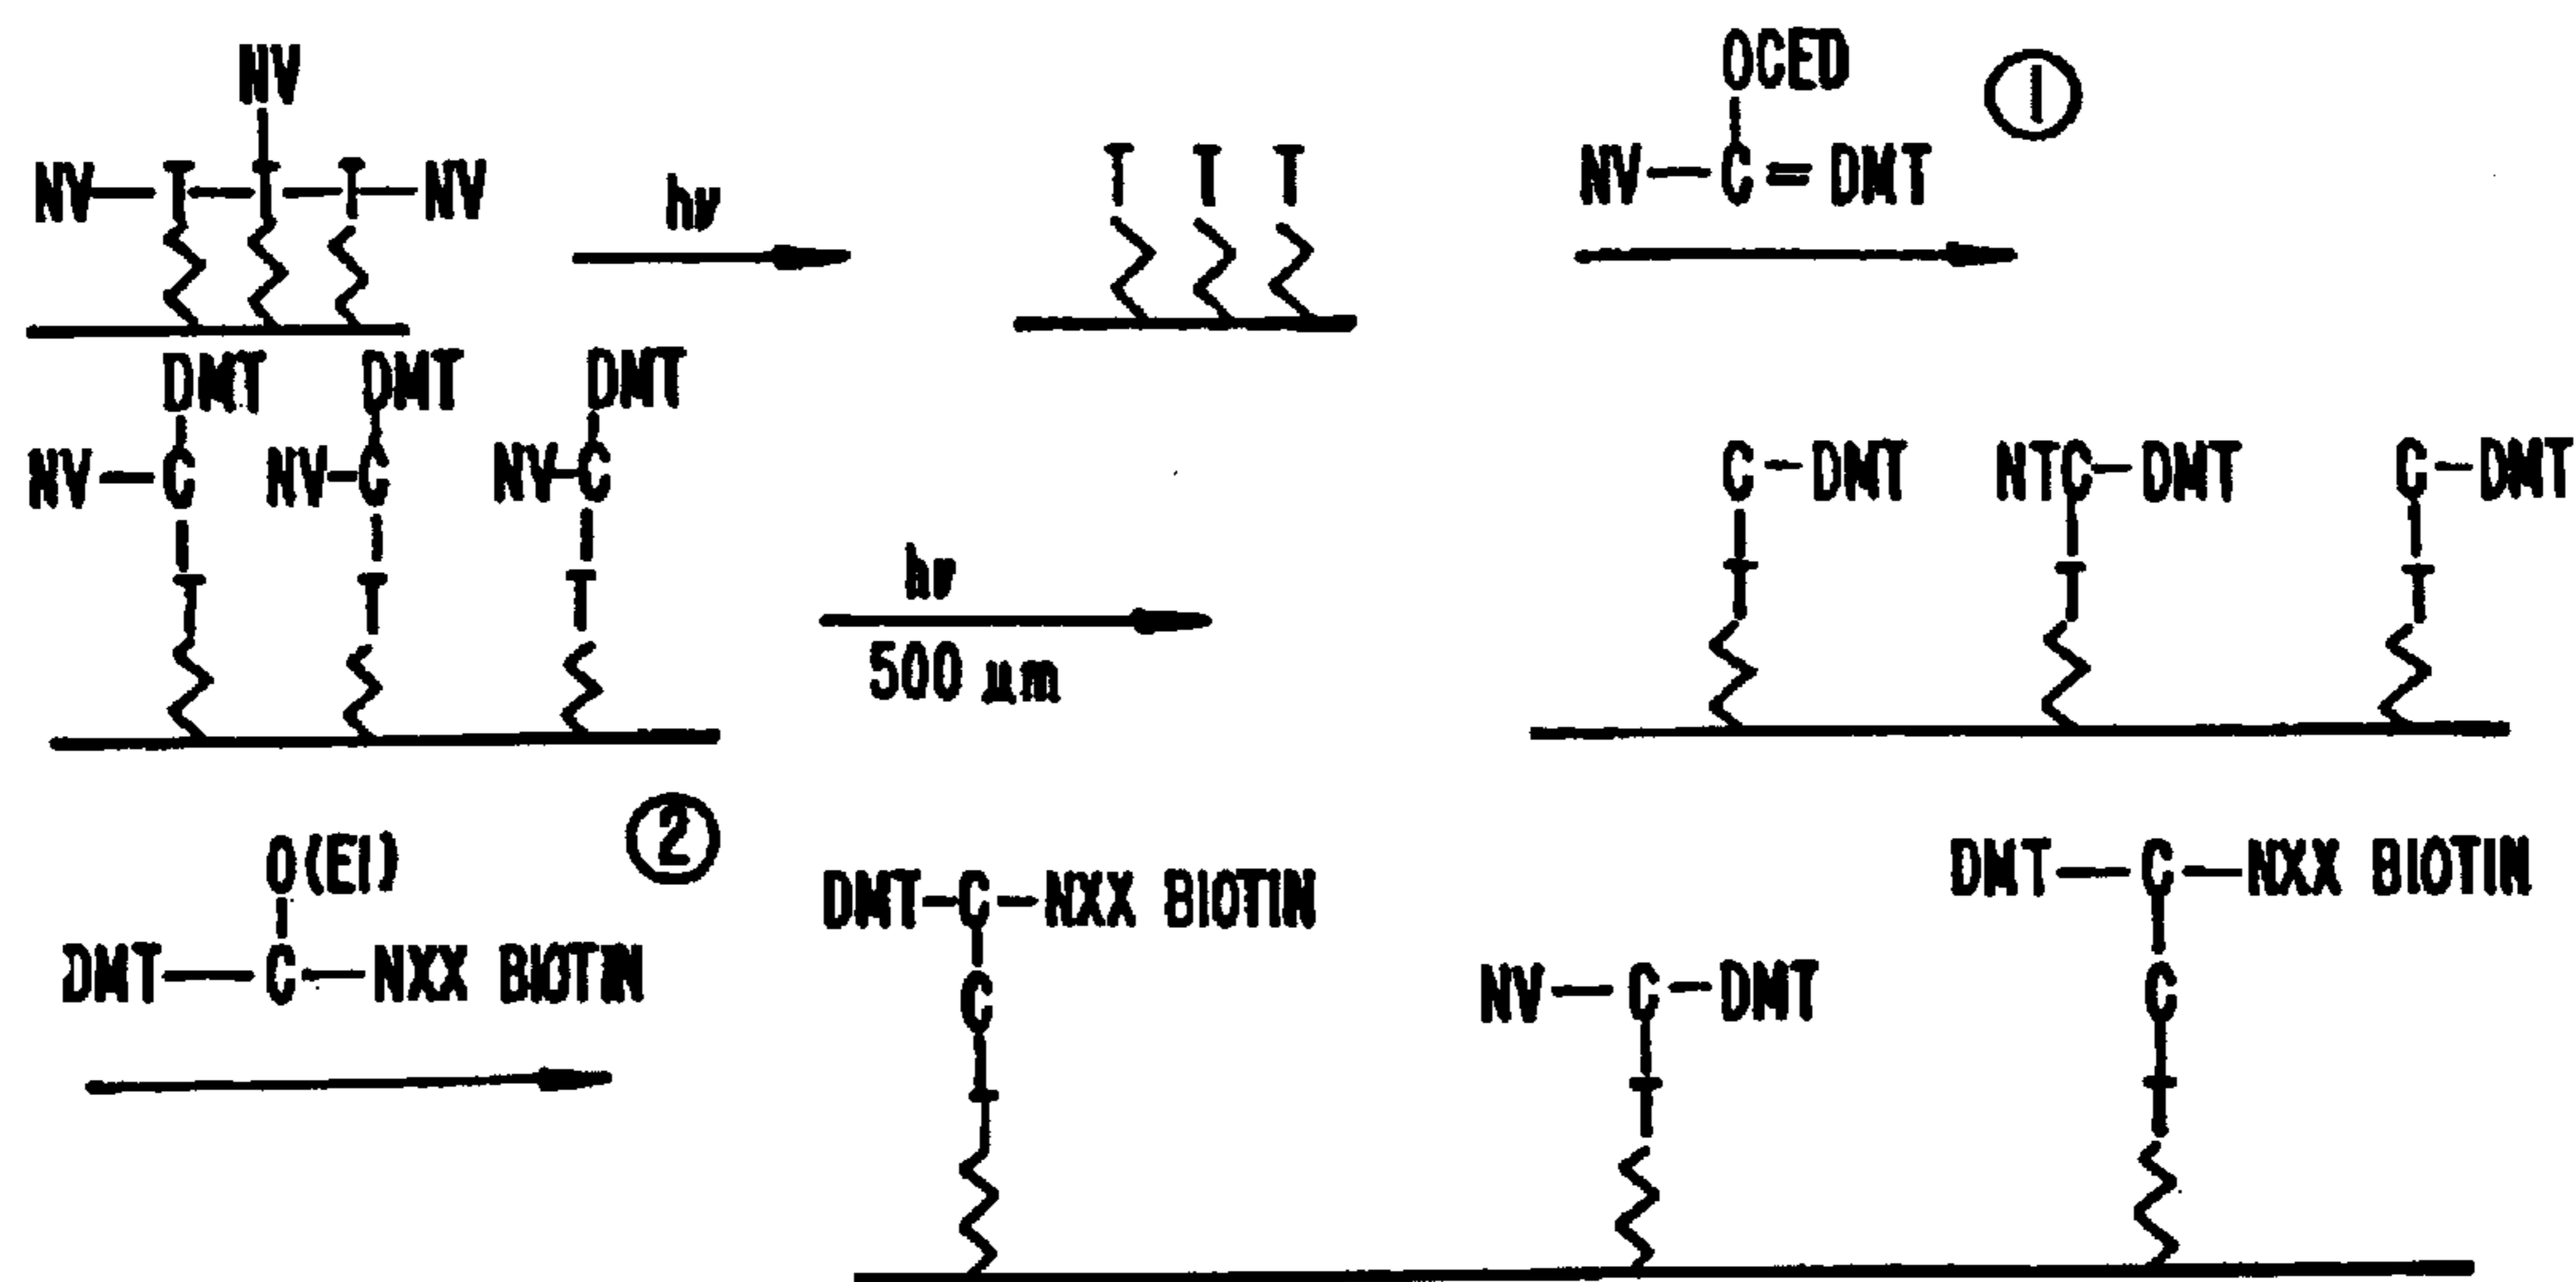 NV
NV—T—T—T—NV
hν
T T T
OCED
NV—C=DMT
①
DMT DMT DMT
NV—C NV-C NV-C
T T T
hν
500 μm
C-DMT NTC-DMT C-DMT
T T T
O(EI)
②
DMT—C—NXX BIOTIN
DMT-C-NXX BIOTIN
C
T
NV—C-DMT
T
DMT—C—NXX BIOTIN
C
T